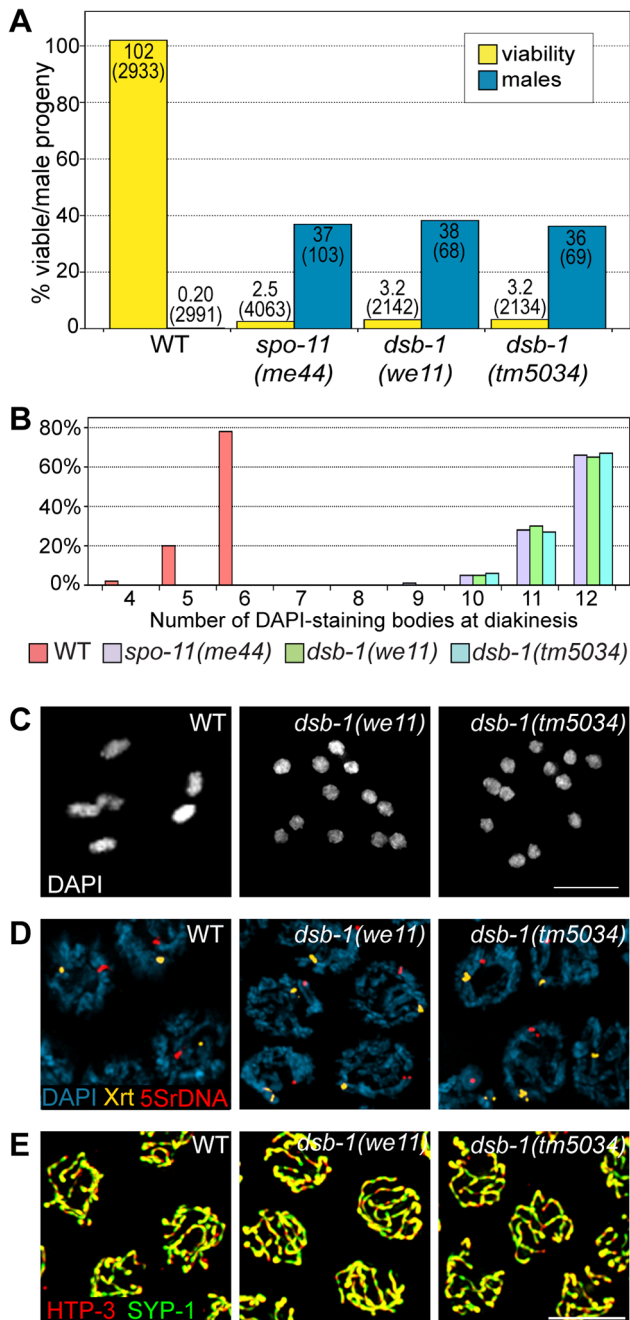 A
% viable/male progeny
100
80
60
40
20
0
viability
males
102
(2933)
0.20
(2991)
2.5
(4063)
37
(103)
3.2
(2142)
38
(68)
3.2
(2134)
36
(69)
WT
spo-11
(me44)
dsb-1
(we11)
dsb-1
(tm5034)
B
80%
60%
40%
20%
0%
4 5 6 7 8 9 10 11 12
Number of DAPI-staining bodies at diakinesis
WT spo-11(me44) dsb-1(we11) dsb-1(tm5034)
C
WT
dsb-1(we11)
dsb-1(tm5034)
DAPI
D
WT
dsb-1(we11)
dsb-1(tm5034)
DAPI Xrt 5SrDNA
E
WT
dsb-1(we11)
dsb-1(tm5034)
HTP-3 SYP-1